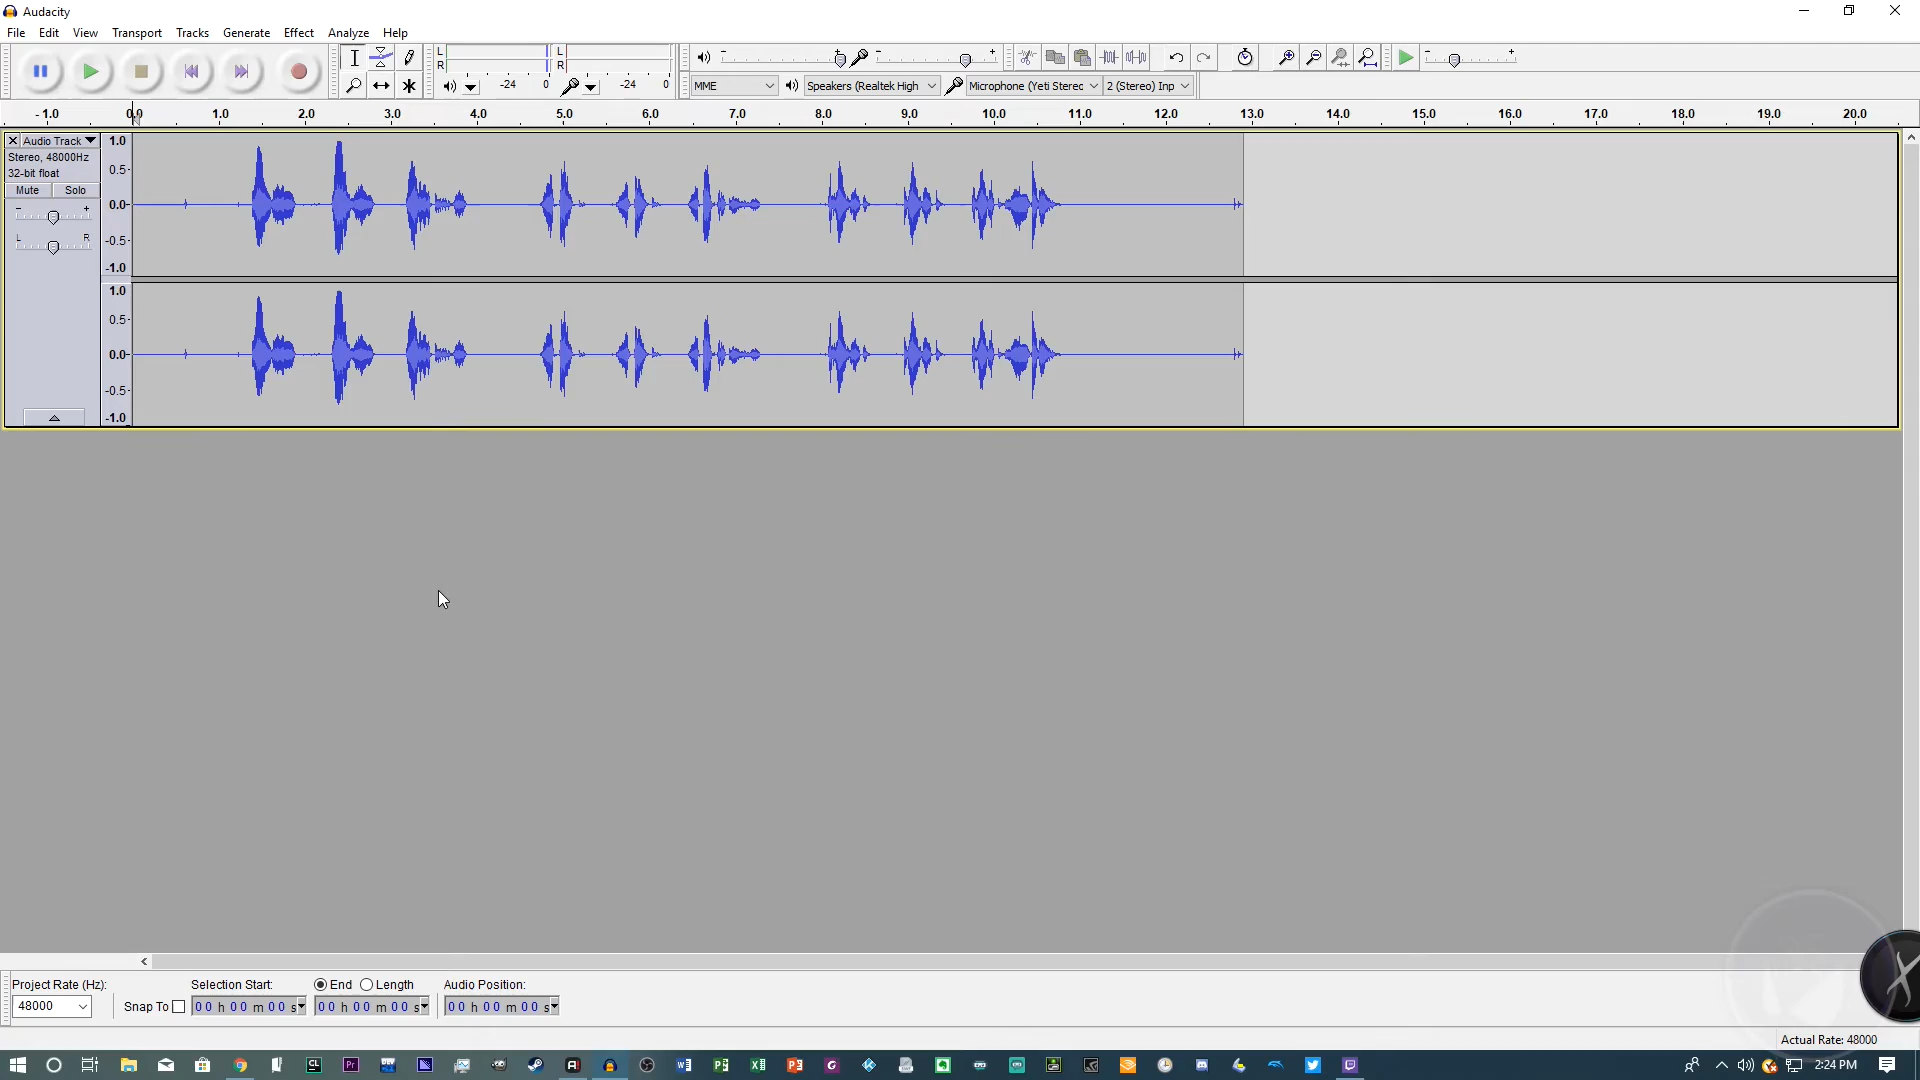 Audacity
File Edit View Transport Tracks Generate Effect Analyze Help
L R L R
-24 0 -24 0
MME Speakers (Realtek High Microphone (Yeti Sterec 2 (Stereo) Inp
- 1.0 0.0 1.0 2.0 3.0 4.0 5.0 6.0 7.0 8.0 9.0 10.0 11.0 12.0 13.0 14.0 15.0 16.0 17.0 18.0 19.0 20.0
Audio Track
Stereo, 48000Hz
32-bit float
Mute Solo
- +
L R
1.0
0.5-
0.0-
-0.5-
-1.0
1.0
0.5-
0.0-
-0.5-
-1.0
Project Rate (Hz): Selection Start: End Length Audio Position:
48000 Snap To 00 h 00 m 00 s 00 h 00 m 00 s 00 h 00 m 00 s
Actual Rate: 48000
2:24 PM